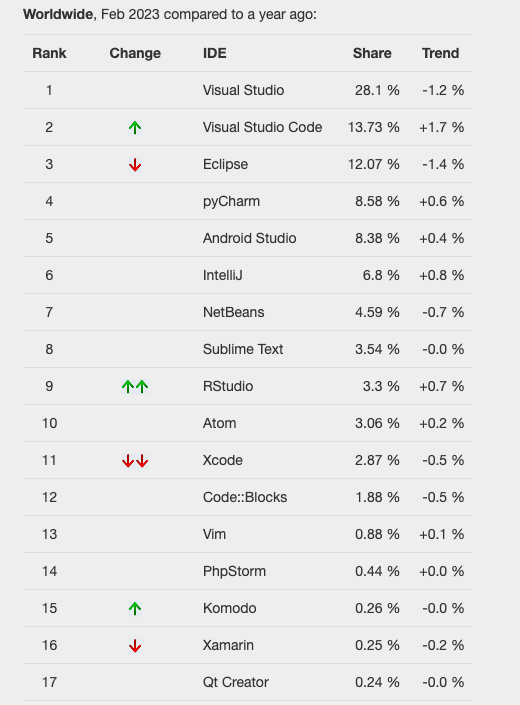 Worldwide, Feb 2023 compared to a year ago:
Rank Change IDE Share Trend
1 Visual Studio 28.1 % -1.2 %
2 Visual Studio Code 13.73 % +1.7 %
3 Eclipse 12.07 % -1.4 %
4 pyCharm 8.58 % +0.6 %
5 Android Studio 8.38 % +0.4 %
6 IntelliJ 6.8 % +0.8 %
7 NetBeans 4.59 % -0.7 %
8 Sublime Text 3.54 % -0.0 %
9 RStudio 3.3 % +0.7 %
10 Atom 3.06 % +0.2 %
11 Xcode 2.87 % -0.5 %
12 Code::Blocks 1.88 % -0.5 %
13 Vim 0.88 % +0.1 %
14 PhpStorm 0.44 % +0.0 %
15 Komodo 0.26 % -0.0 %
16 Xamarin 0.25 % -0.2 %
17 Qt Creator 0.24 % -0.0 %